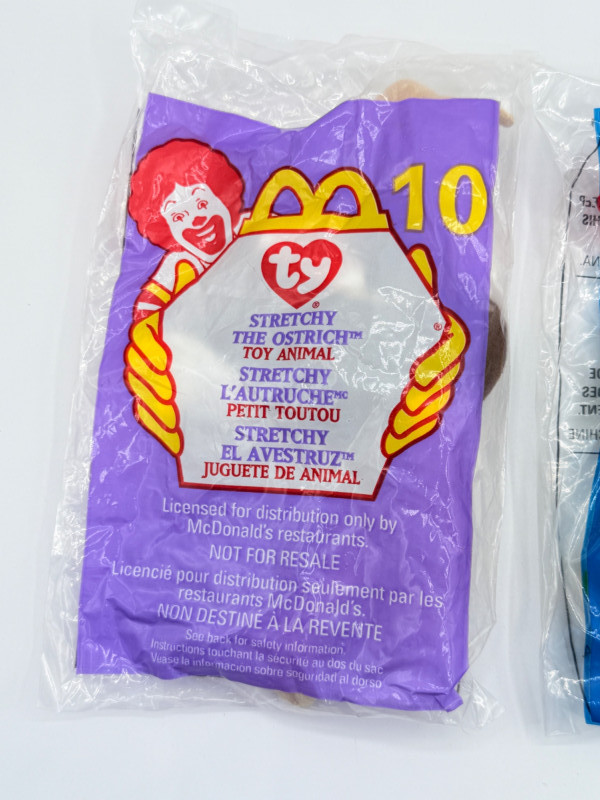 10
ty®
STRETCHY
THE OSTRICH™
TOY ANIMAL
STRETCHY
L'AUTRUCHE MC
PETIT TOUTOU
STRETCHY
EL AVESTRUZ™
JUGUETE DE ANIMAL
®
Licensed for distribution only by
McDonald's restaurants.
NOT FOR RESALE
Licencié pour distribution seulement par les
restaurants McDonald's.
NON DESTINÉ À LA REVENTE
See back for safety information.
Instructions touchant la sécurité au dos du sac
Vease la información sobre seguridad al dorso